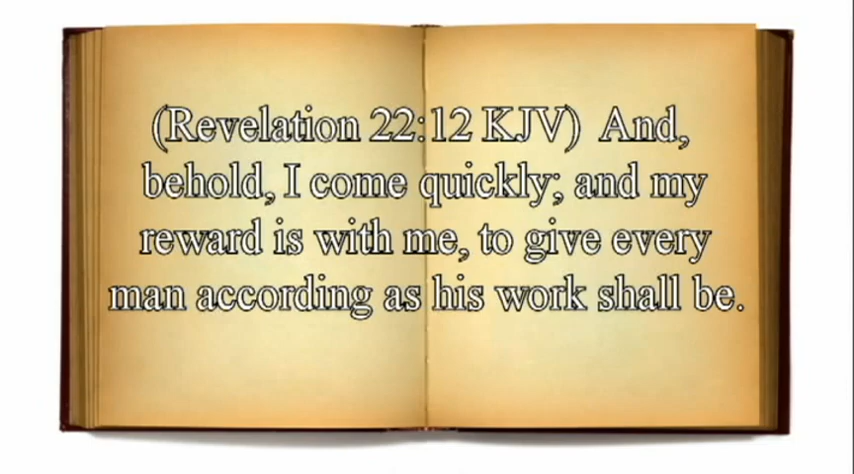 (Revelation 22:12 KJV) And,
behold, I come quickly; and my
reward is with me, to give every
man according as his work shall be.